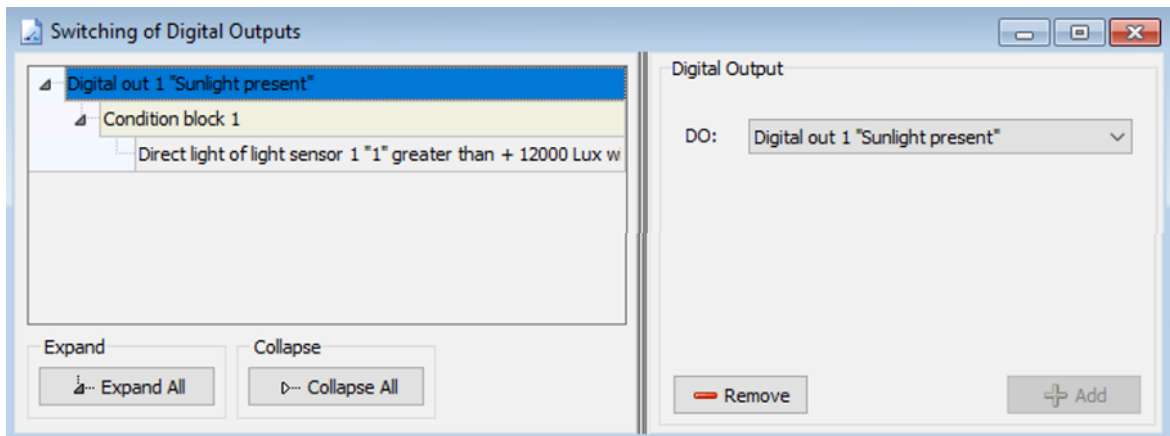 Switching of Digital Outputs
Digital out 1 "Sunlight present"
Condition block 1
Direct light of light sensor 1 "1" greater than + 12000 Lux
Expand
Expand All
Collapse
Collapse All
Digital Output
DO:
Digital out 1 "Sunlight present"
Remove
Add